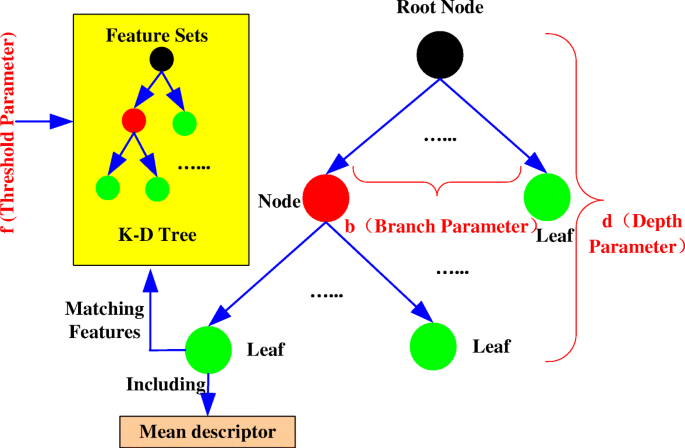 f (Threshold Parameter)
Feature Sets
......
K-D Tree
Root Node
......
Node
b（Branch Parameter）
Leaf
d（Depth
Parameter）
......
......
Matching
Features
Leaf
Leaf
Including
Mean descriptor